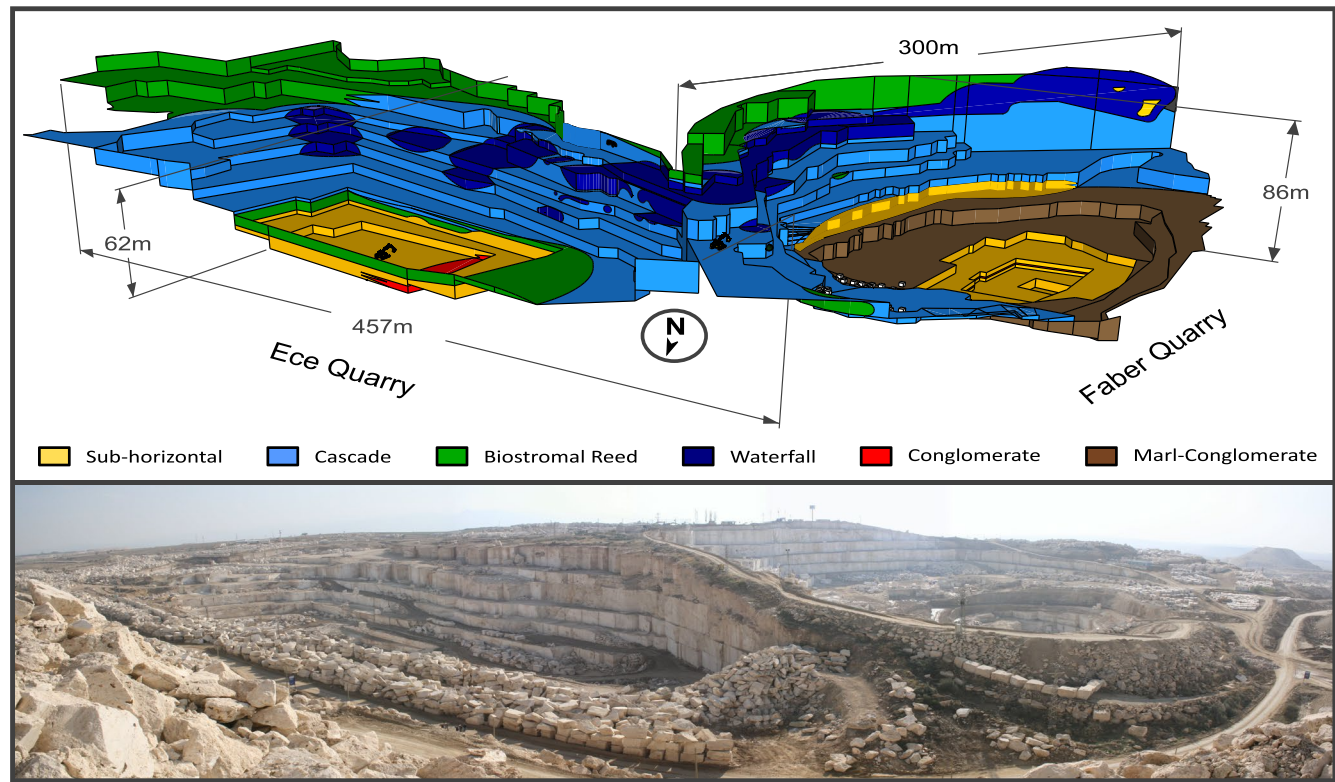 300m
86m
62m
457m
N
Ece Quarry
Faber Quarry
Sub-horizontal
Cascade
Biostromal Reed
Waterfall
Conglomerate
Marl-Conglomerate